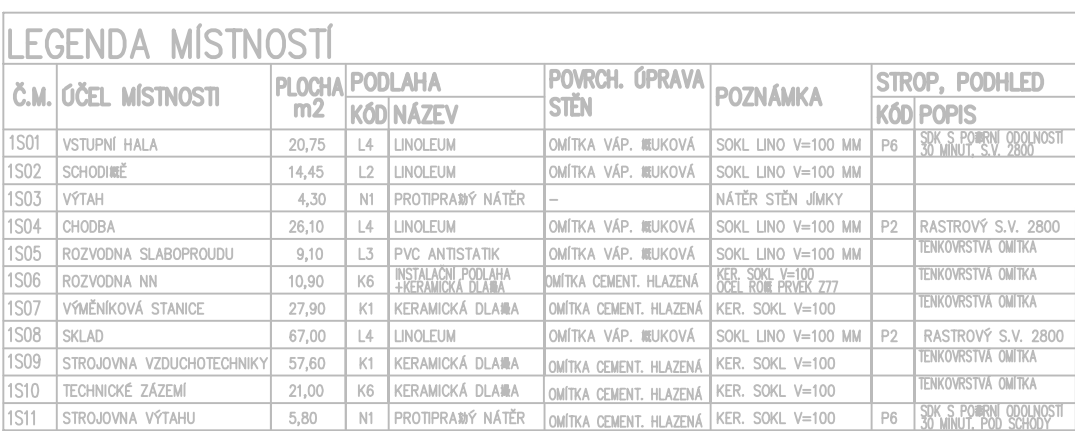 LEGENDA MÍSTNOSTÍ
Č.M. ÚČEL MÍSTNOSTI PLOCHA m2 PODLAHA KÓD NÁZEV POVRCH. ÚPRAVA STĚN POZNÁMKA STROP, PODHLED KÓD POPIS
1S01 VSTUPNÍ HALA 20,75 L4 LINOLEUM OMÍTKA VÁP. SOKL LINO V=100 MM P6 SDK S ODOLNOSTÍ 30 MINUT, S.V. 2800
1S02 14,45 L2 LINOLEUM OMÍTKA VÁP. SOKL LINO V=100 MM
1S03 VÝTAH 4,30 N1 NÁTĚR – NÁTĚR STĚN JÍMKY
1S04 CHODBA 26,10 L4 LINOLEUM OMÍTKA VÁP. SOKL LINO V=100 MM P2 RASTROVÝ S.V. 2800
1S05 ROZVODNA SLABOPROUDU 9,10 L3 PVC ANTISTATIK OMÍTKA VÁP. SOKL LINO V=100 MM TENKOVRSTVÁ OMÍTKA
1S06 ROZVODNA NN 10,90 K6 INSTALAČNÍ PODLAHA +KERAMICKÁ OMÍTKA CEMENT. HLAZENÁ KER. SOKL V=100 OCEL PRVEK Z77 TENKOVRSTVÁ OMÍTKA
1S07 VÝMĚNÍKOVÁ STANICE 27,90 K1 KERAMICKÁ OMÍTKA CEMENT. HLAZENÁ KER. SOKL V=100 TENKOVRSTVÁ OMÍTKA
1S08 SKLAD 67,00 L4 LINOLEUM OMÍTKA VÁP. SOKL LINO V=100 MM P2 RASTROVÝ S.V. 2800
1S09 STROJOVNA VZDUCHOTECHNIKY 57,60 K1 KERAMICKÁ OMÍTKA CEMENT. HLAZENÁ KER. SOKL V=100 TENKOVRSTVÁ OMÍTKA
1S10 TECHNICKÉ ZÁZEMÍ 21,00 K6 KERAMICKÁ OMÍTKA CEMENT. HLAZENÁ KER. SOKL V=100 TENKOVRSTVÁ OMÍTKA
1S11 STROJOVNA VÝTAHU 5,80 N1 NÁTĚR OMÍTKA CEMENT. HLAZENÁ KER. SOKL V=100 P6 SDK S ODOLNOSTÍ 30 MINUT, POD SCHODY